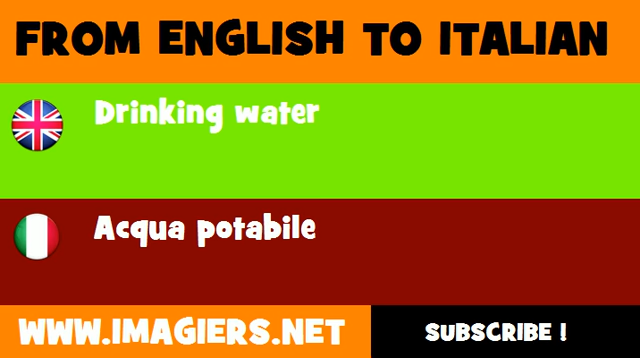 FROM ENGLISH TO ITALIAN
Drinking water
Acqua potabile
WWW.IMAGIERS.NET
SUBSCRIBE !